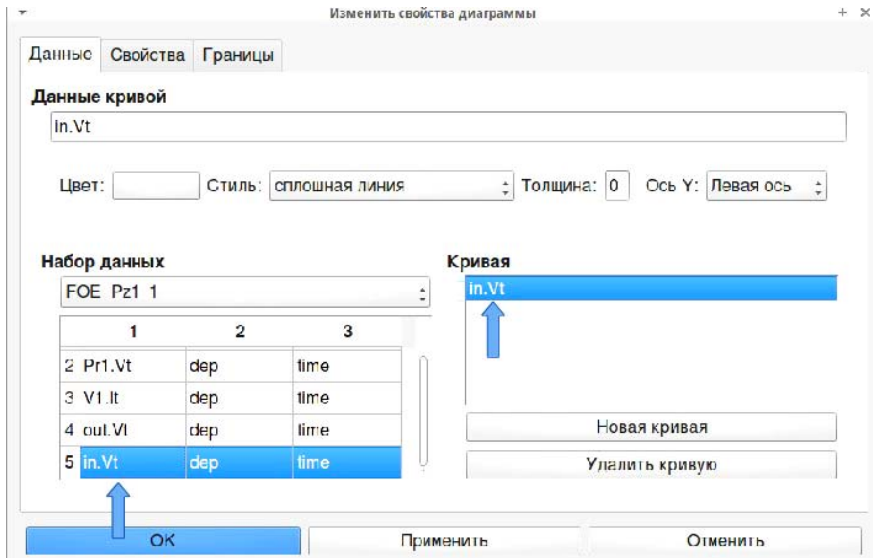 Изменить свойства диаграммы
Данные Свойства Границы
Данные кривой
in.Vt
Цвет: Стиль: сплошная линия Толщина: 0 Ось Y: Левая ось
Набор данных
Кривая
FOE Pz1 1
in.Vt
1 2 3
2 Pr1.Vt dep time
3 V1.It dep time
4 out.Vt dep time
5 in.Vt dep time
Новая кривая
Удалить кривую
OK Применить Отменить